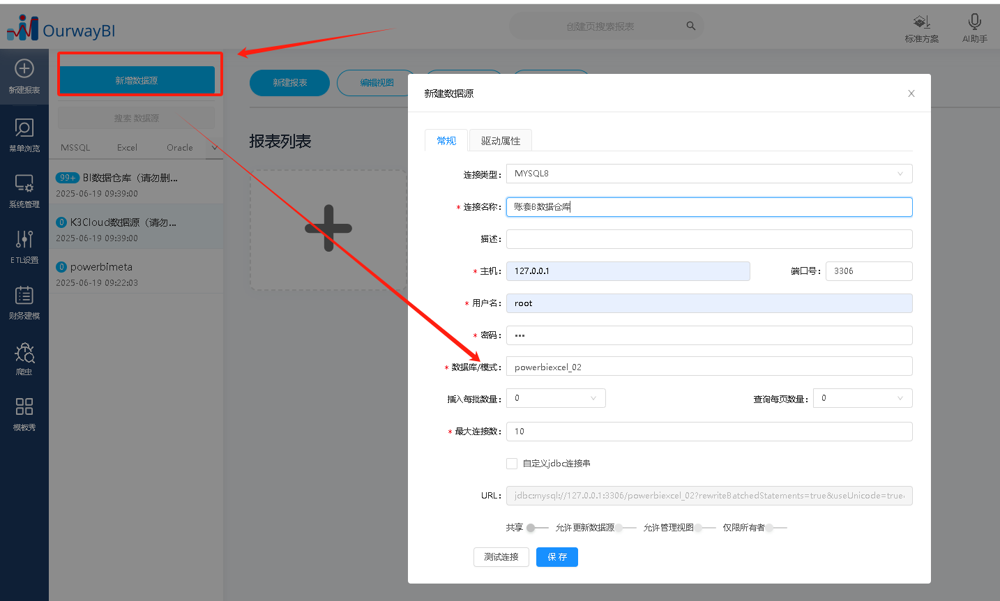 OurwayBI
创建页搜索报表
标准方案
AI助手
新建报表
菜单浏览
系统管理
ETL设置
财务建模
爬虫
模板秀
新增数据源
搜索 数据源
MSSQL Excel Oracle
99+ BI数据仓库（请勿删...
2025-06-19 09:39:00
0 K3Cloud数据源（请勿...
2025-06-19 09:39:00
0 powerbimeta
2025-06-19 09:22:03
新建报表 编辑视图
报表列表
新建数据源
常规 驱动属性
连接类型： MYSQL8
* 连接名称： 账套B数据仓库
描述：
* 主机： 127.0.0.1 端口号： 3306
* 用户名： root
* 密码： •••
* 数据库/模式： powerbiexcel_02
插入每批数量： 0 查询每页数量： 0
* 最大连接数： 10
自定义jdbc连接串
URL： jdbc:mysql://127.0.0.1:3306/powerbiexcel_02?rewriteBatchedStatements=true&useUnicode=true
共享 允许更新数据源 允许管理视图 仅限所有者
测试连接 保 存